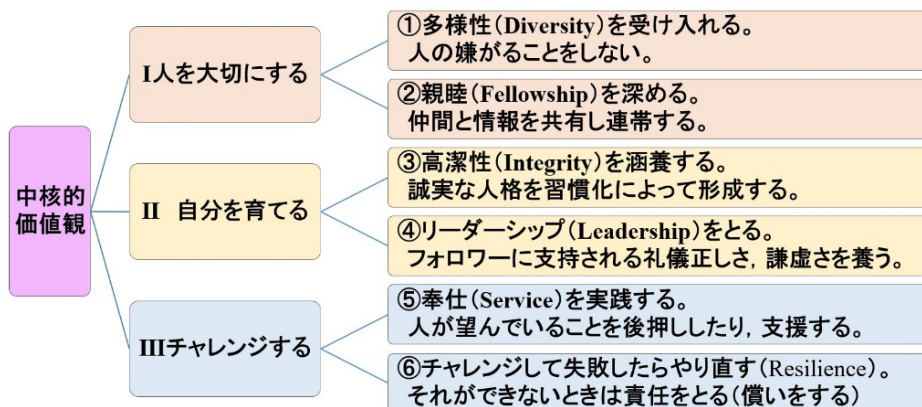 中核的
価値観
I人を大切にする
①多様性(Diversity)を受け入れる。
人の嫌がることをしない。
②親睦(Fellowship)を深める。
仲間と情報を共有し連帯する。
II 自分を育てる
③高潔性(Integrity)を涵養する。
誠実な人格を習慣化によって形成する。
④リーダーシップ(Leadership)をとる。
フォロワーに支持される礼儀正しさ,謙虚さを養う。
IIIチャレンジする
⑤奉仕(Service)を実践する。
人が望んでいることを後押ししたり,支援する。
⑥チャレンジして失敗したらやり直す(Resilience)。
それができないときは責任をとる(償いをする)